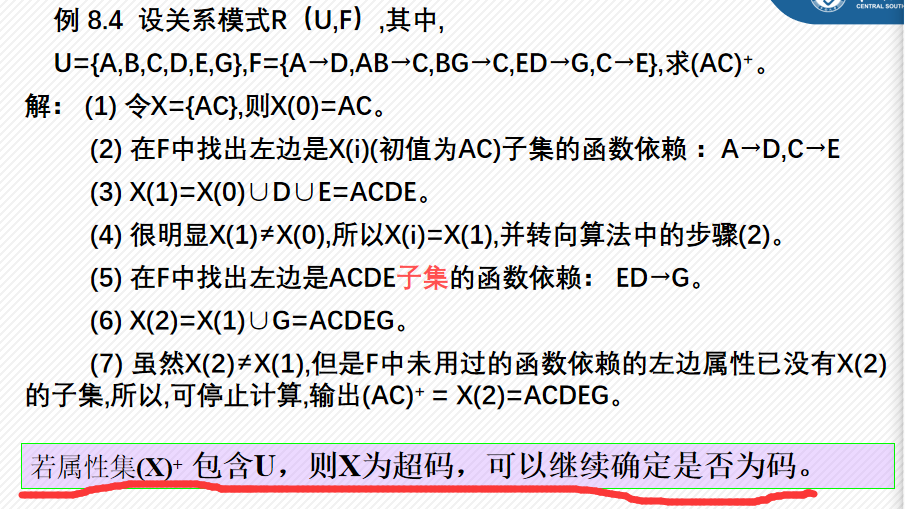 CENTRAL SOUTH
例 8.4 设关系模式R（U,F）,其中,
U={A,B,C,D,E,G},F={A→D,AB→C,BG→C,ED→G,C→E},求(AC)⁺。
解： (1) 令X={AC},则X(0)=AC。
(2) 在F中找出左边是X(i)(初值为AC)子集的函数依赖 ：A→D,C→E
(3) X(1)=X(0)∪D∪E=ACDE。
(4) 很明显X(1)≠X(0),所以X(i)=X(1),并转向算法中的步骤(2)。
(5) 在F中找出左边是ACDE子集的函数依赖： ED→G。
(6) X(2)=X(1)∪G=ACDEG。
(7) 虽然X(2)≠X(1),但是F中未用过的函数依赖的左边属性已没有X(2)
的子集,所以,可停止计算,输出(AC)⁺ = X(2)=ACDEG。
若属性集(X)⁺ 包含U，则X为超码，可以继续确定是否为码。